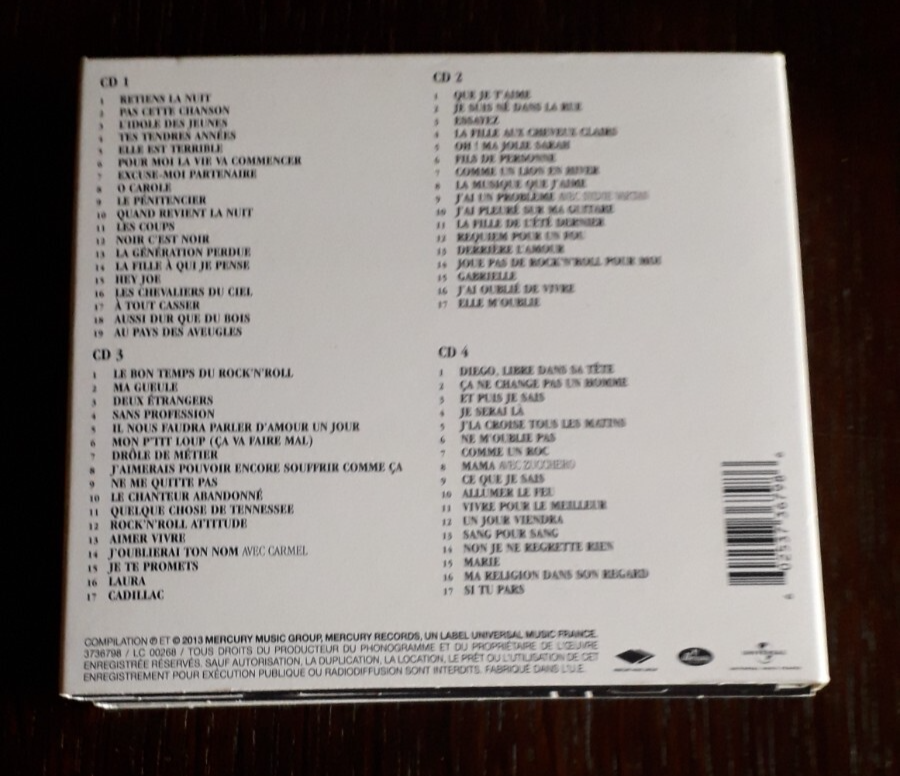 CD 1
1 RETIENS LA NUIT
2 PAS CETTE CHANSON
3 L'IDOLE DES JEUNES
4 TES TENDRES ANNÉES
5 ELLE EST TERRIBLE
6 POUR MOI LA VIE VA COMMENCER
7 EXCUSE-MOI PARTENAIRE
8 O CAROLE
9 LE PÉNITENCIER
10 QUAND REVIENT LA NUIT
11 LES COUPS
12 NOIR C'EST NOIR
13 LA GÉNÉRATION PERDUE
14 LA FILLE À QUI JE PENSE
15 HEY JOE
16 LES CHEVALIERS DU CIEL
17 À TOUT CASSER
18 AUSSI DUR QUE DU BOIS
19 AU PAYS DES AVEUGLES
CD 2
1 QUE JE T'AIME
2 JE SUIS NÉ DANS LA RUE
3 ESSAYEZ
4 LA FILLE AUX CHEVEUX CLAIRS
5 OH ! MA JOLIE SARAH
6 FILS DE PERSONNE
7 COMME UN LION EN HIVER
8 LA MUSIQUE QUE J'AIME
9 J'AI UN PROBLÈME AVEC SYLVIE VARTAN
10 J'AI PLEURÉ SUR MA GUITARE
11 LA FILLE DE L'ÉTÉ DERNIER
12 REQUIEM POUR UN FOU
13 DERRIÈRE L'AMOUR
14 JOUE PAS DE ROCK'N'ROLL POUR MOI
15 GABRIELLE
16 J'AI OUBLIÉ DE VIVRE
17 ELLE M'OUBLIE
CD 3
1 LE BON TEMPS DU ROCK'N'ROLL
2 MA GUEULE
3 DEUX ÉTRANGERS
4 SANS PROFESSION
5 IL NOUS FAUDRA PARLER D'AMOUR UN JOUR
6 MON P'TIT LOUP (ÇA VA FAIRE MAL)
7 DRÔLE DE MÉTIER
8 J'AIMERAIS POUVOIR ENCORE SOUFFRIR COMME ÇA
9 NE ME QUITTE PAS
10 LE CHANTEUR ABANDONNÉ
11 QUELQUE CHOSE DE TENNESSEE
12 ROCK'N'ROLL ATTITUDE
13 AIMER VIVRE
14 J'OUBLIERAI TON NOM AVEC CARMEL
15 JE TE PROMETS
16 LAURA
17 CADILLAC
CD 4
1 DIEGO, LIBRE DANS SA TÊTE
2 ÇA NE CHANGE PAS UN HOMME
3 ET PUIS JE SAIS
4 JE SERAI LÀ
5 J'LA CROISE TOUS LES MATINS
6 NE M'OUBLIE PAS
7 COMME UN ROC
8 MAMA AVEC ZUCCHERO
9 CE QUE JE SAIS
10 ALLUMER LE FEU
11 VIVRE POUR LE MEILLEUR
12 UN JOUR VIENDRA
13 SANG POUR SANG
14 NON JE NE REGRETTE RIEN
15 MARIE
16 MA RELIGION DANS SON REGARD
17 SI TU PARS
6 02537 36798 6
COMPILATION ℗ ET © 2013 MERCURY MUSIC GROUP, MERCURY RECORDS, UN LABEL UNIVERSAL MUSIC FRANCE.
3736798 / LC 00268 / TOUS DROITS DU PRODUCTEUR DU PHONOGRAMME ET DU PROPRIÉTAIRE DE L'ŒUVRE
ENREGISTRÉE RÉSERVÉS. SAUF AUTORISATION, LA DUPLICATION, LA LOCATION, LE PRÊT OU L'UTILISATION DE CET
ENREGISTREMENT POUR EXÉCUTION PUBLIQUE OU RADIODIFFUSION SONT INTERDITS. FABRIQUÉ DANS L'U.E.
UNIVERSAL